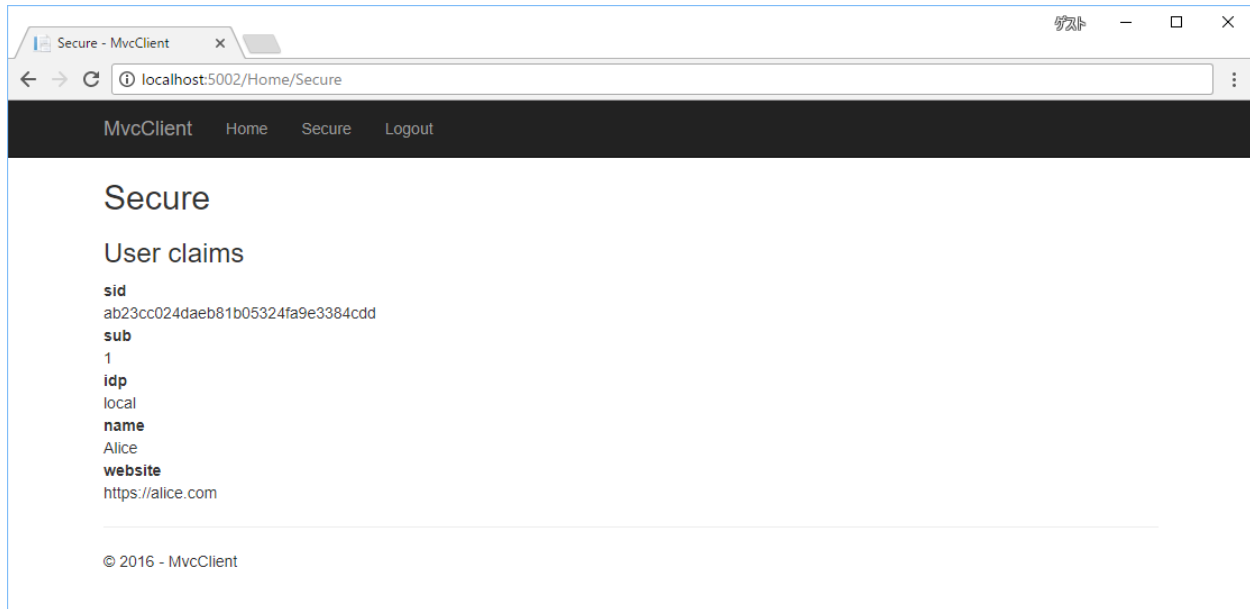 Secure - MvcClient
ゲスト
localhost:5002/Home/Secure
MvcClient Home Secure Logout
Secure
User claims
sid
ab23cc024daeb81b05324fa9e3384cdd
sub
1
idp
local
name
Alice
website
https://alice.com
© 2016 - MvcClient